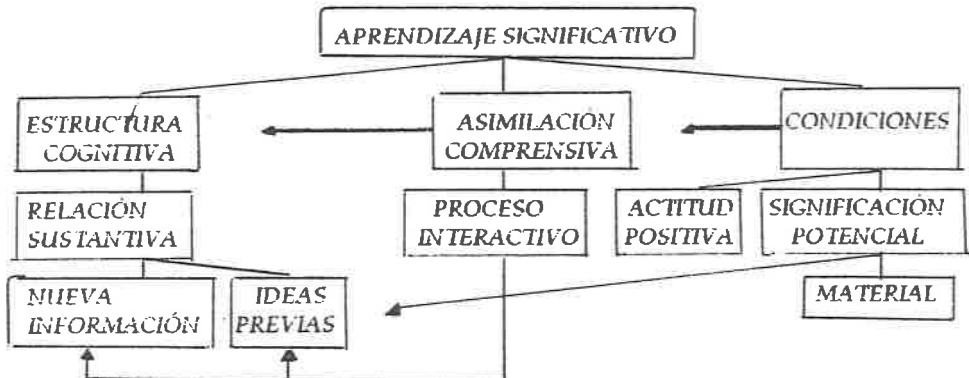 APRENDIZAJE SIGNIFICATIVO
ESTRUCTURA
COGNITIVA
ASIMILACIÓN
COMPRENSIVA
CONDICIONES
RELACIÓN
SUSTANTIVA
PROCESO
INTERACTIVO
ACTITUD
POSITIVA
SIGNIFICACIÓN
POTENCIAL
NUEVA
INFORMACIÓN
IDEAS
PREVIAS
MATERIAL